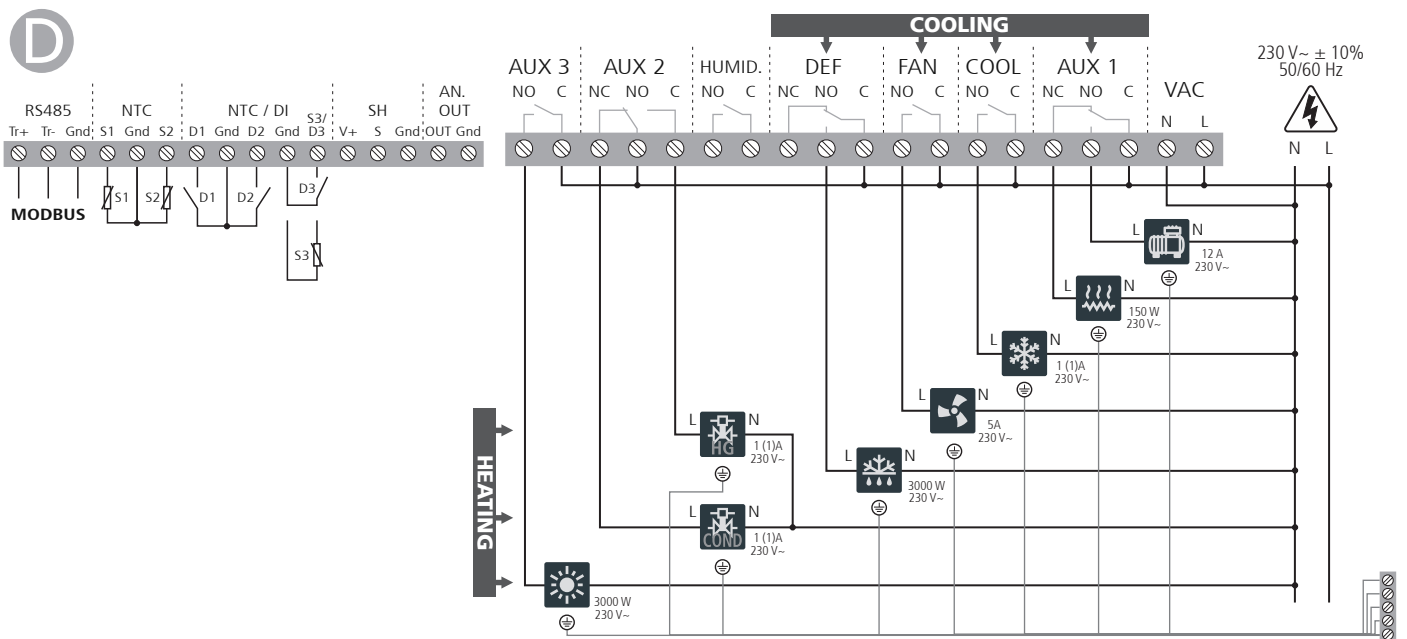 D
COOLING
230 V~ ± 10%
50/60 Hz
AUX 3 AUX 2 HUMID. DEF FAN COOL AUX 1 VAC
NO C NC NO C NO C NC NO C NO C NO C NC NO C N L
N L
RS485 NTC NTC / DI SH AN. OUT
Tr+ Tr- Gnd S1 Gnd S2 D1 Gnd D2 Gnd S3/D3 V+ S Gnd OUT Gnd
S1 S2 D1 D2 D3
MODBUS
S3
L N
12 A
230 V~
L N
150 W
230 V~
L N
1 (1)A
230 V~
L N
5A
230 V~
L N
HG
1 (1)A
230 V~
L N
3000 W
230 V~
HEATING
L N
COND
1 (1)A
230 V~
3000 W
230 V~